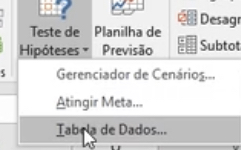 Teste de
Hipóteses
Planilha de
Previsão
Desagr
Subtot
Gerenciador de Cenários...
Atingir Meta...
Tabela de Dados...